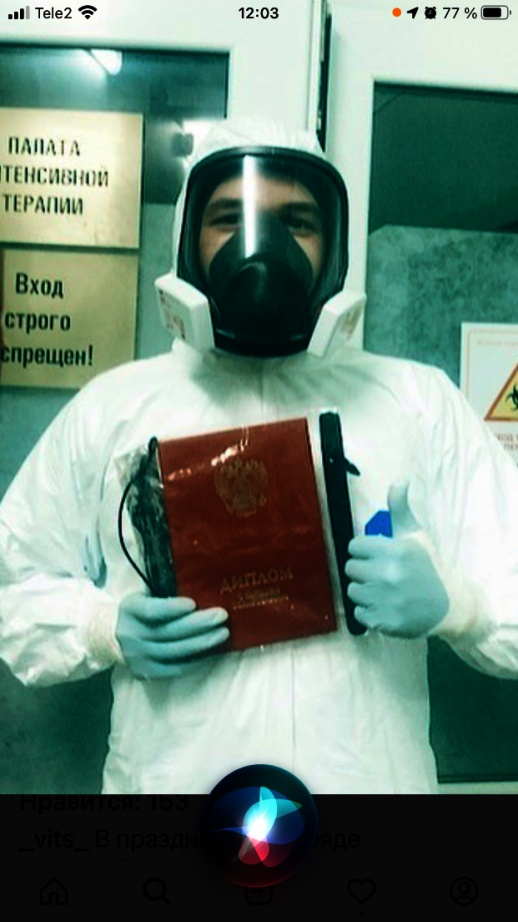 Tele2
12:03
77 %
ПАЛАТА
ТЕНСИВНОЙ
ТЕРАПИИ
Вход
строго
спрещен!
ДИПЛОМ
Нравится: 153
_vits_ В праздн яде